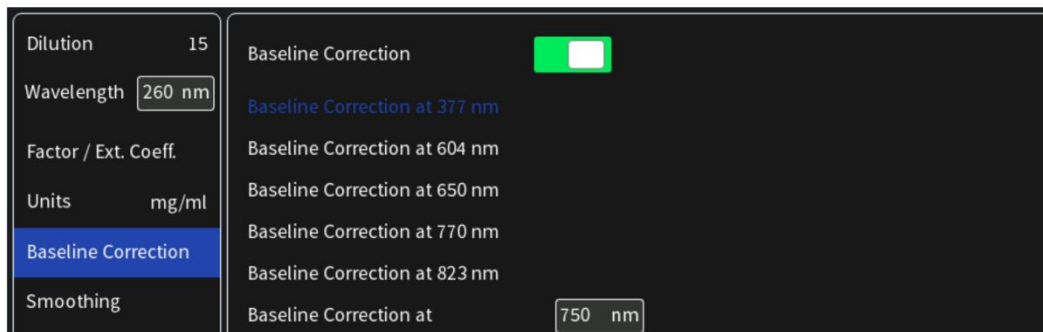 Dilution 15
Wavelength 260 nm
Factor / Ext. Coeff.
Units mg/ml
Baseline Correction
Smoothing
Baseline Correction
Baseline Correction at 377 nm
Baseline Correction at 604 nm
Baseline Correction at 650 nm
Baseline Correction at 770 nm
Baseline Correction at 823 nm
Baseline Correction at 750 nm